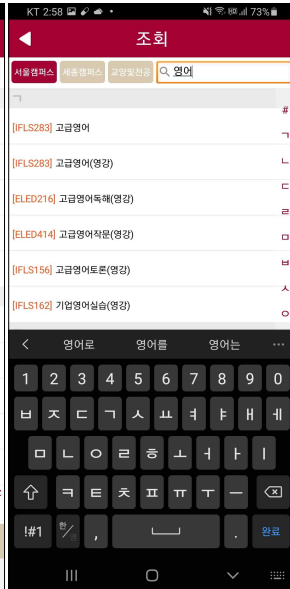 KT 2:58 73%
조회
서울캠퍼스 세종캠퍼스 교양및전공 영어
ㄱ
[IFLS283] 고급영어
[IFLS283] 고급영어(영강)
[ELED216] 고급영어독해(영강)
[ELED414] 고급영어작문(영강)
[IFLS156] 고급영어토론(영강)
[IFLS162] 기업영어실습(영강)
#
ㄱ
ㄴ
ㄷ
ㄹ
ㅁ
ㅂ
ㅅ
ㅇ
영어로 영어를 영어는
1 2 3 4 5 6 7 8 9 0
ㅂ ㅈ ㄷ ㄱ ㅅ ㅛ ㅕ ㅑ ㅐ ㅔ
ㅁ ㄴ ㅇ ㄹ ㅎ ㅗ ㅓ ㅏ ㅣ
ㅋ ㅌ ㅊ ㅍ ㅠ ㅜ ㅡ
!#1 한/영 , . 완료